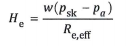 H_e = w(p_sk − p_a) / R_e,eff